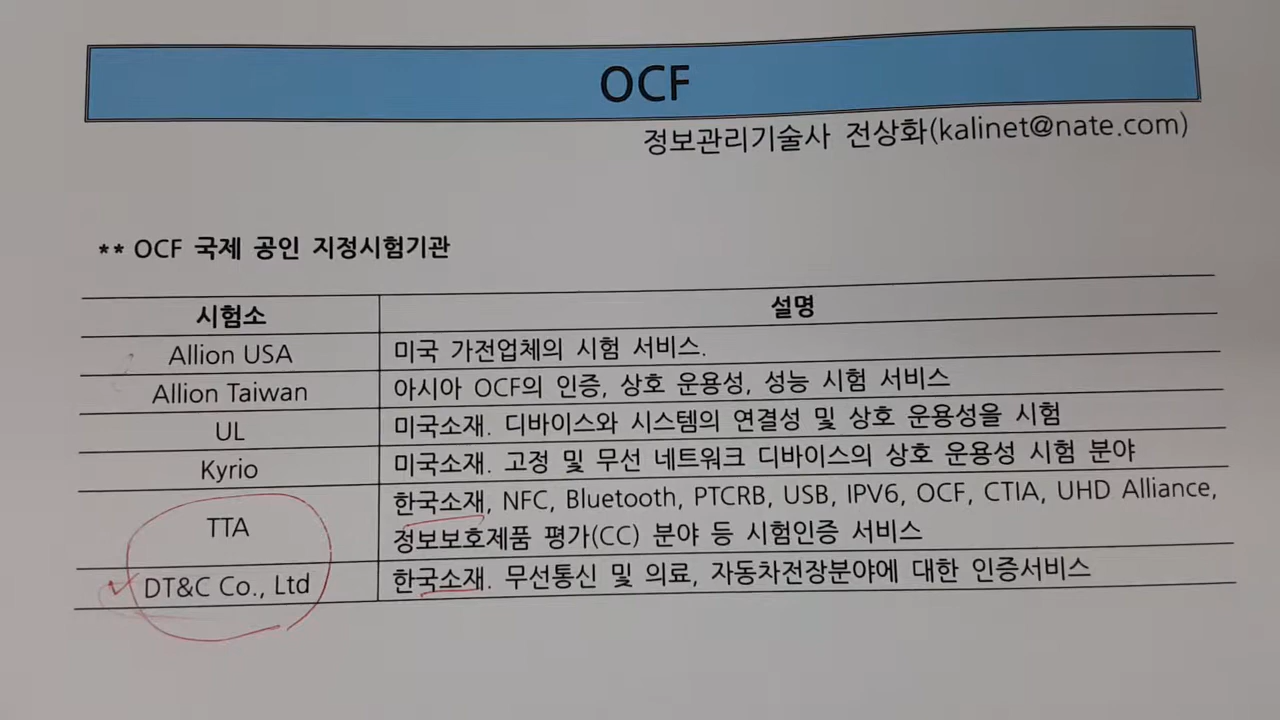 OCF
정보관리기술사 전상화(kalinet@nate.com)
** OCF 국제 공인 지정시험기관
시험소 설명
Allion USA 미국 가전업체의 시험 서비스.
Allion Taiwan 아시아 OCF의 인증, 상호 운용성, 성능 시험 서비스
UL 미국소재. 디바이스와 시스템의 연결성 및 상호 운용성을 시험
Kyrio 미국소재. 고정 및 무선 네트워크 디바이스의 상호 운용성 시험 분야
TTA 한국소재, NFC, Bluetooth, PTCRB, USB, IPV6, OCF, CTIA, UHD Alliance,
정보보호제품 평가(CC) 분야 등 시험인증 서비스
DT&C Co., Ltd 한국소재. 무선통신 및 의료, 자동차전장분야에 대한 인증서비스